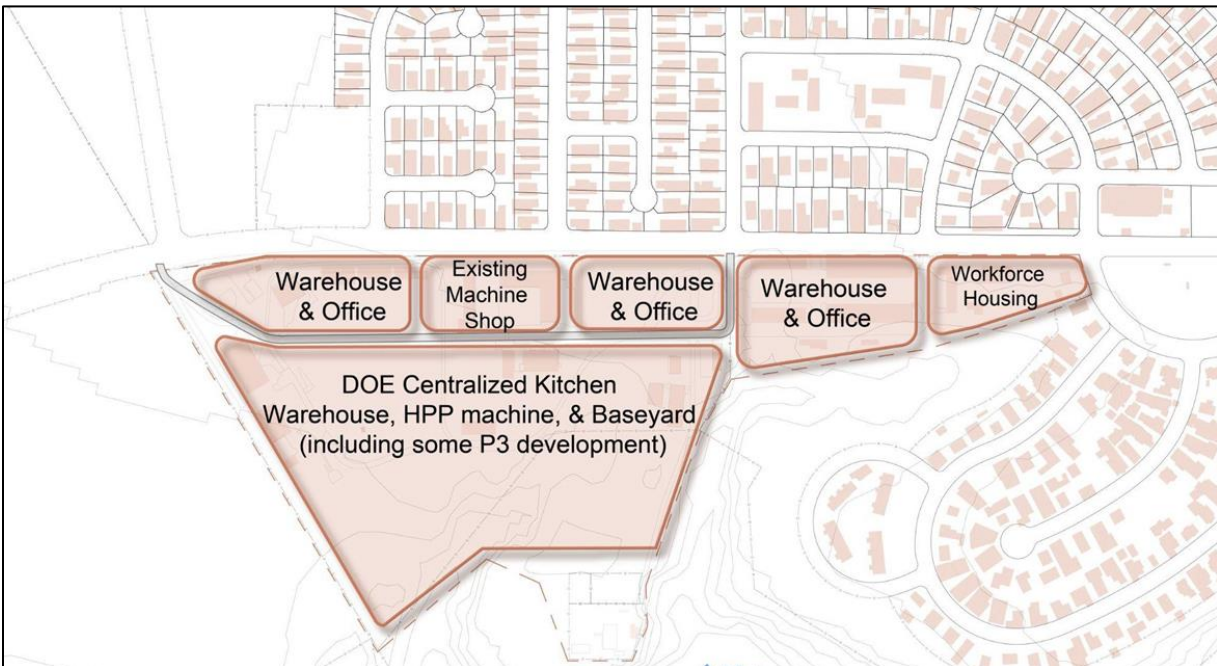 Warehouse
& Office
Existing
Machine
Shop
Warehouse
& Office
Warehouse
& Office
Workforce
Housing
DOE Centralized Kitchen
Warehouse, HPP machine, & Baseyard
(including some P3 development)